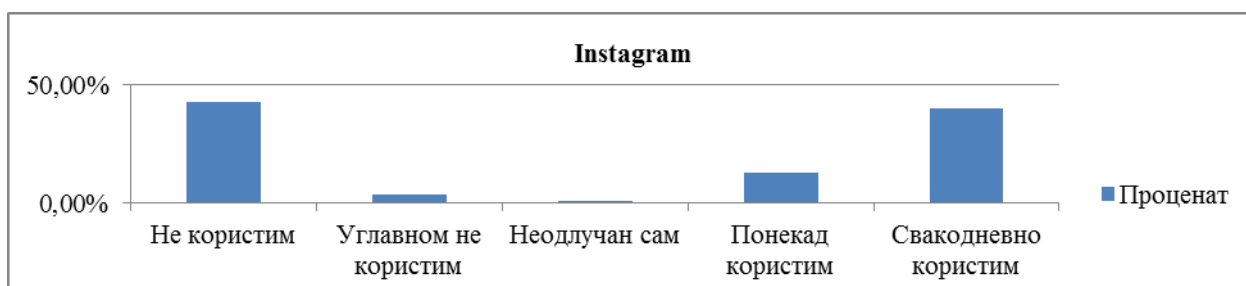 Instagram
50,00%
0,00%
Не користим
Углавном не
користим
Неодлучан сам
Понекад
користим
Свакодневно
користим
Проценат